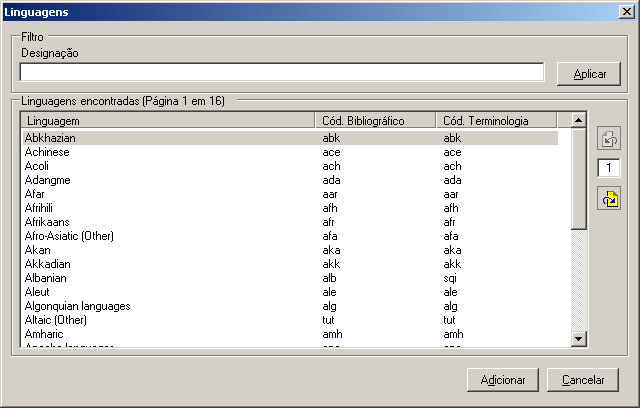 Linguagens
Filtro
Designação
Aplicar
Linguagens encontradas (Página 1 em 16)
Linguagem Cód. Bibliográfico Cód. Terminologia
Abkhazian abk abk
Achinese ace ace
Acoli ach ach
Adangme ada ada
1
Afar aar aar
Afrihili afh afh
Afrikaans afr afr
Afro-Asiatic (Other) afa afa
Akan aka aka
Akkadian akk akk
Albanian alb sqi
Aleut ale ale
Algonquian languages alg alg
Altaic (Other) tut tut
Amharic amh amh
Adicionar Cancelar